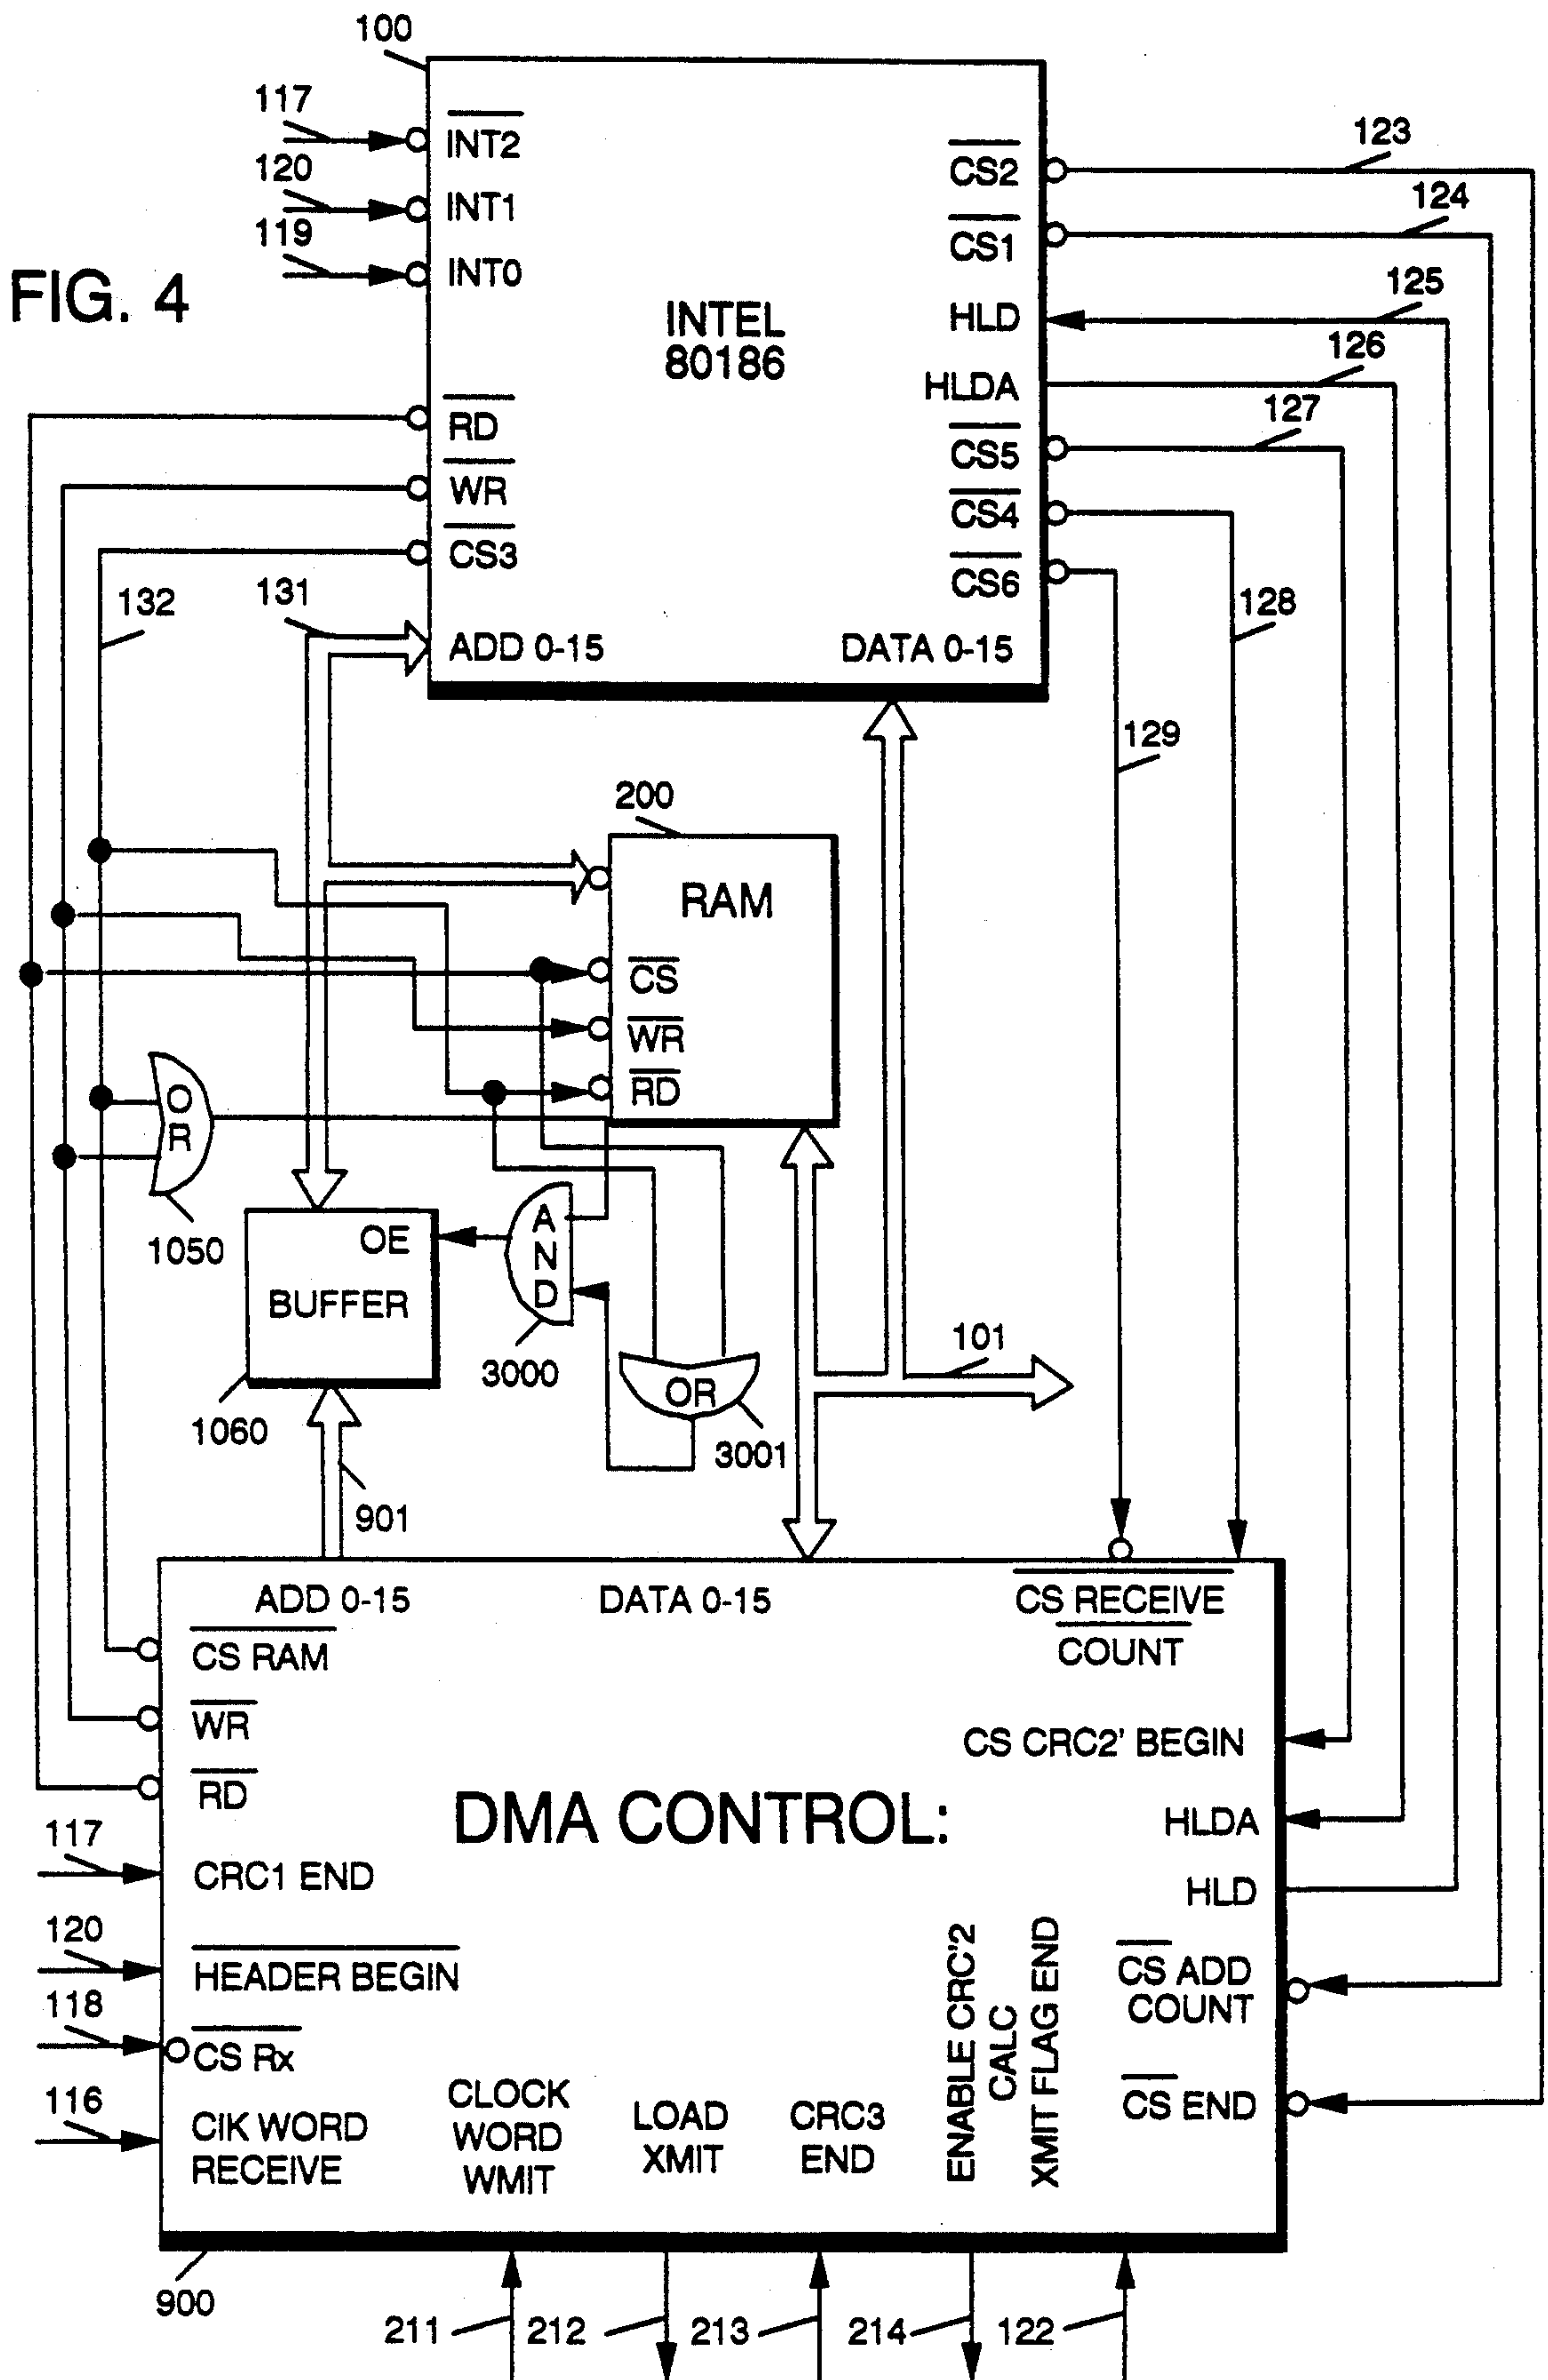 FIG. 4
100
117
INT2
120
INT1
119
INT0
INTEL
80186
CS2
123
CS1
124
HLD
125
HLDA
126
CS5
127
CS4
128
CS6
129
RD
WR
CS3
132
131
ADD 0-15
DATA 0-15
200
RAM
CS
WR
RD
OR
1050
OE
BUFFER
1060
AND
3000
OR
3001
101
901
ADD 0-15
DATA 0-15
CS RECEIVE
COUNT
CS RAM
WR
RD
CS CRC2' BEGIN
DMA CONTROL:
HLDA
HLD
117
CRC1 END
120
HEADER BEGIN
118
CS Rx
116
CIK WORD
RECEIVE
CLOCK
WORD
WMIT
LOAD
XMIT
CRC3
END
ENABLE CRC'2
CALC
XMIT FLAG END
CS ADD
COUNT
CS END
900
211
212
213
214
122